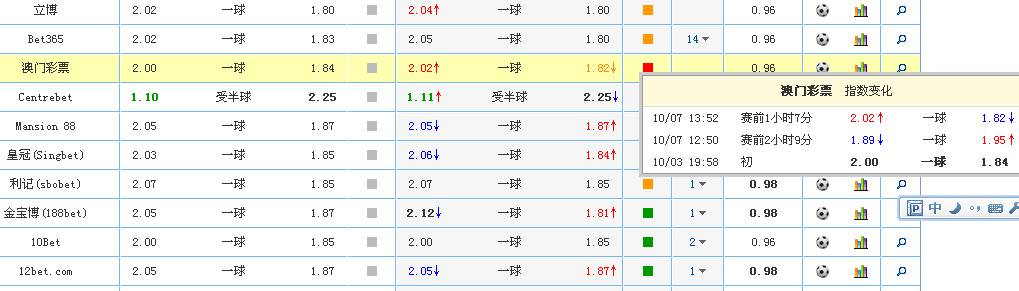 立博 2.02 一球 1.80 2.04↑ 一球 1.80 0.96
Bet365 2.02 一球 1.83 2.05 一球 1.80 14 0.96
澳门彩票 2.00 一球 1.84 2.02↑ 一球 1.82↓ 0.96
Centrebet 1.10 受半球 2.25 1.11↑ 受半球 2.25↓
Mansion 88 2.05 一球 1.87 2.05↓ 一球 1.87↑
皇冠(Singbet) 2.03 一球 1.85 2.06↓ 一球 1.84↑
利记(sbobet) 2.07 一球 1.85 2.07 一球 1.85 1 0.98
金宝博(188bet) 2.05 一球 1.87 2.12↓ 一球 1.81↑ 1 0.98
10Bet 2.00 一球 1.85 2.00 一球 1.85 2 0.96
12bet.com 2.05 一球 1.87 2.05↓ 一球 1.87↑ 1 0.98
澳门彩票 指数变化
10/07 13:52 赛前1小时7分 2.02↑ 一球 1.82↓
10/07 12:50 赛前2小时9分 1.89↓ 一球 1.95↑
10/03 19:58 初 2.00 一球 1.84
中